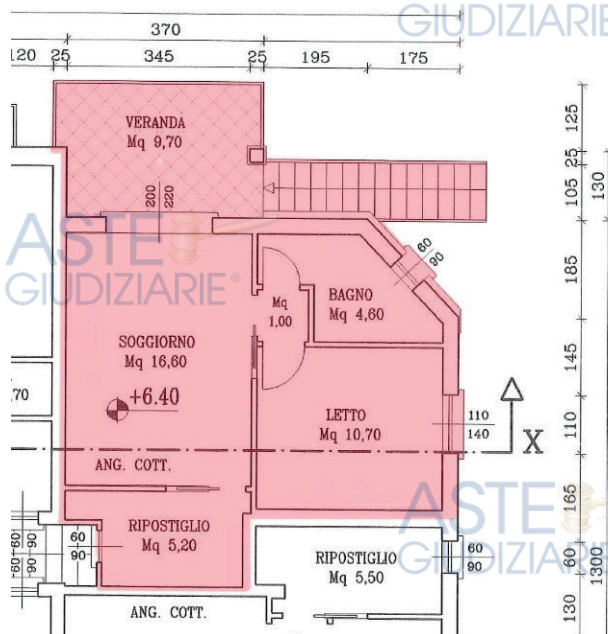 GIUDIZIARIE
370
120 25 345 25 195 175
VERANDA
Mq 9,70
125
25
130
105
200
220
ASTE
GIUDIZIARIE®
60
90
185
BAGNO
Mq 4,60
Mq
1,00
SOGGIORNO
Mq 16,60
145
,70
+6.40
LETTO
Mq 10,70
110
140
110
X
ANG. COTT.
165
ASTE
GIUDIZIARIE
RIPOSTIGLIO
Mq 5,20
60 90
60 90
60
90
RIPOSTIGLIO
Mq 5,50
60
90
60
1300
ANG. COTT.
130